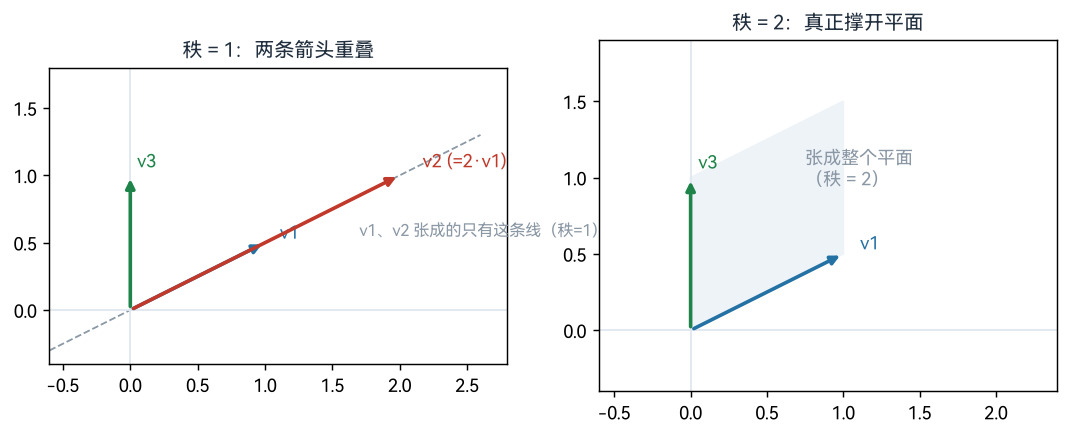 秩 = 1：两条箭头重叠
1.5
1.0
0.5
0.0
v3
v2 (=2·v1)
v1
v1、v2 张成的只有这条线（秩=1）
−0.5
0.0
0.5
1.0
1.5
2.0
2.5
秩 = 2：真正撑开平面
1.5
1.0
0.5
0.0
v3
张成整个平面
（秩 = 2）
v1
−0.5
0.0
0.5
1.0
1.5
2.0